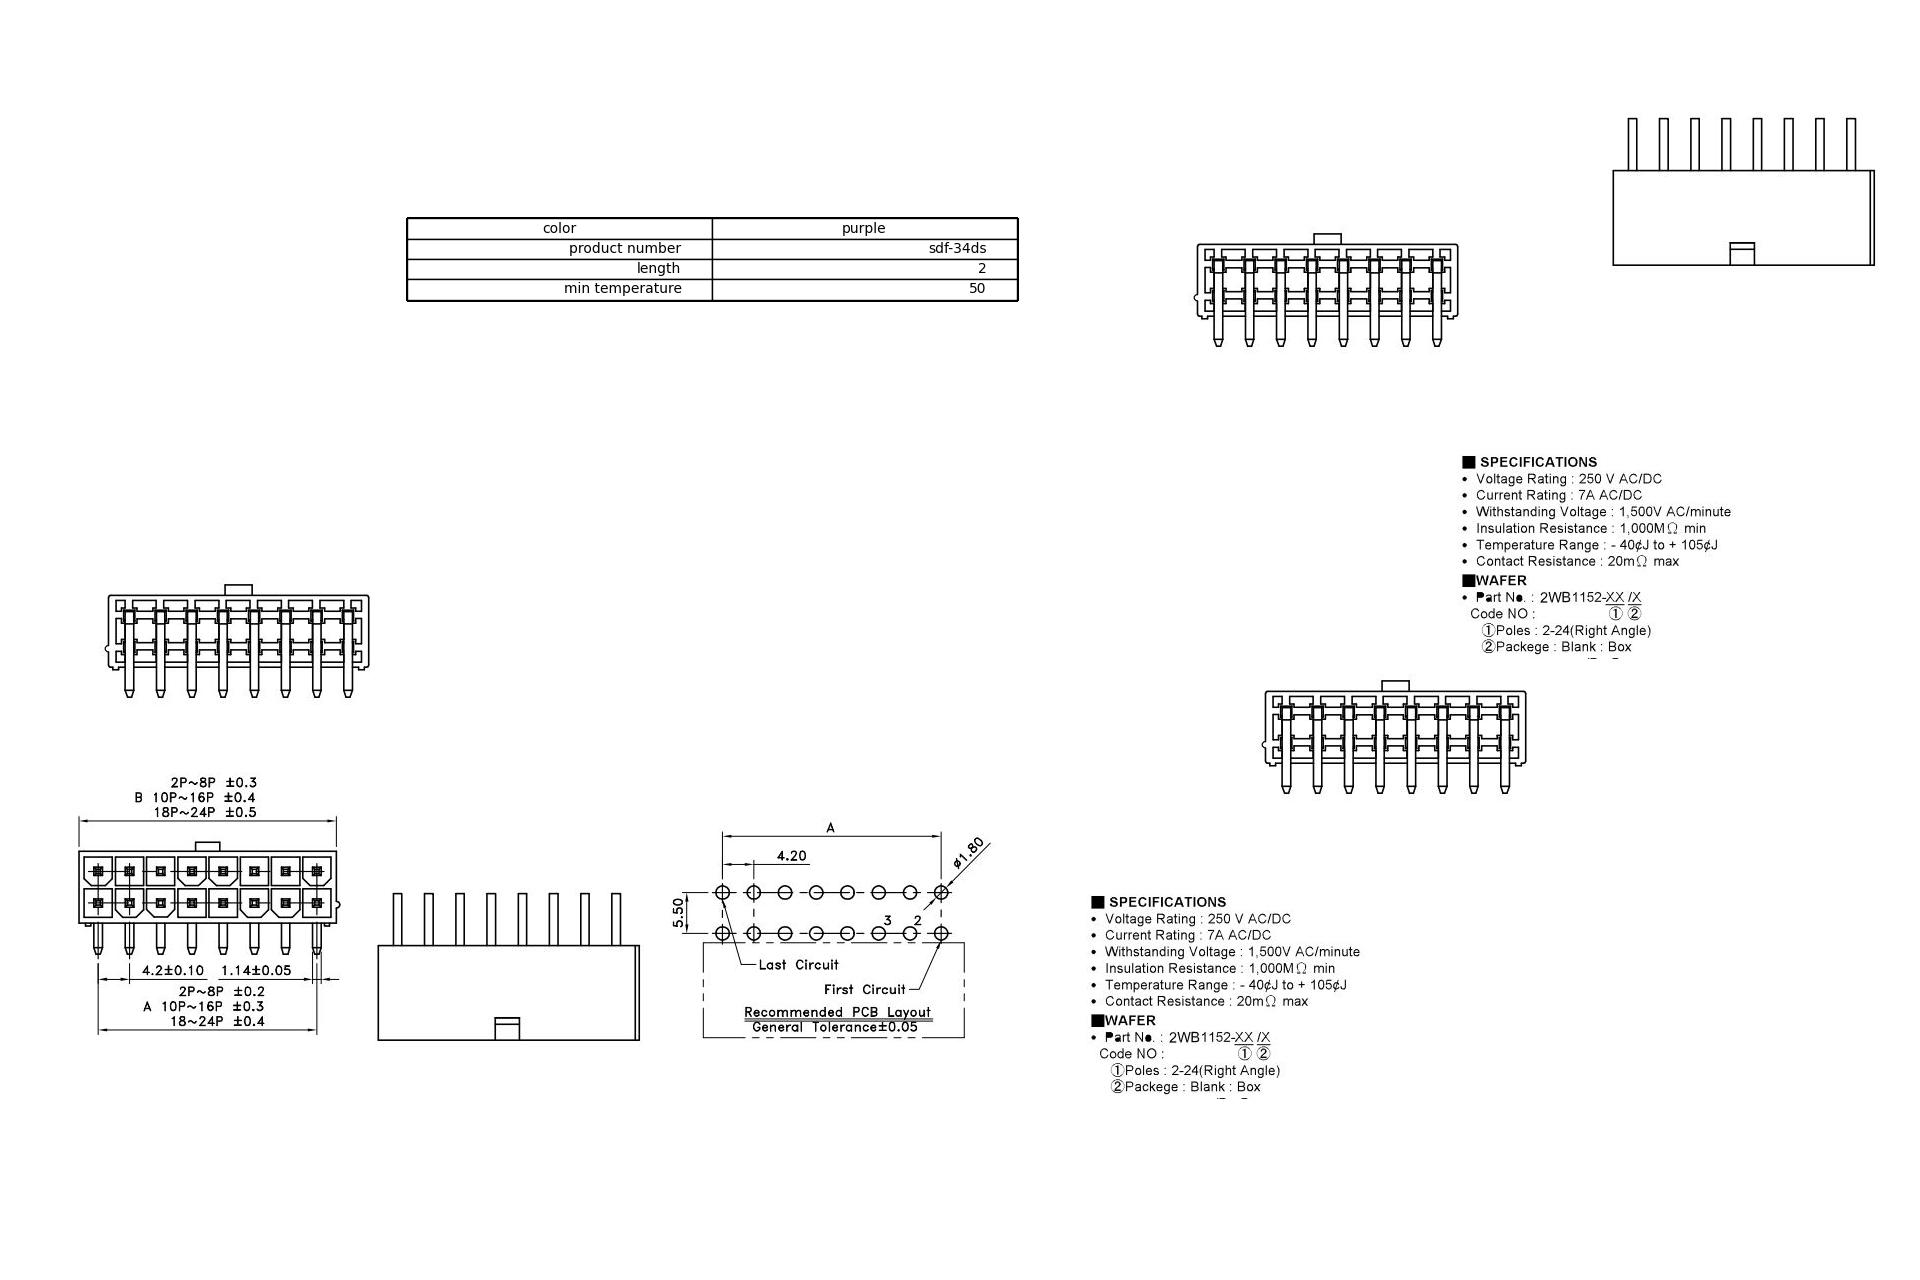 color purple
product number sdf-34ds
length 2
min temperature 50
■ SPECIFICATIONS
• Voltage Rating : 250 V AC/DC
• Current Rating : 7A AC/DC
• Withstanding Voltage : 1,500V AC/minute
• Insulation Resistance : 1,000MΩ min
• Temperature Range : - 40¢J to + 105¢J
• Contact Resistance : 20mΩ max
■WAFER
• Part No. : 2WB1152-XX /X
Code NO : ① ②
①Poles : 2-24(Right Angle)
②Packege : Blank : Box
2P~8P ±0.3
B 10P~16P ±0.4
18P~24P ±0.5
4.2±0.10 1.14±0.05
2P~8P ±0.2
A 10P~16P ±0.3
18~24P ±0.4
A
4.20
ø1.80
5.50
3 2
Last Circuit
First Circuit
Recommended PCB Layout
General Tolerance±0.05
■ SPECIFICATIONS
• Voltage Rating : 250 V AC/DC
• Current Rating : 7A AC/DC
• Withstanding Voltage : 1,500V AC/minute
• Insulation Resistance : 1,000MΩ min
• Temperature Range : - 40¢J to + 105¢J
• Contact Resistance : 20mΩ max
■WAFER
• Part No. : 2WB1152-XX /X
Code NO : ① ②
①Poles : 2-24(Right Angle)
②Packege : Blank : Box